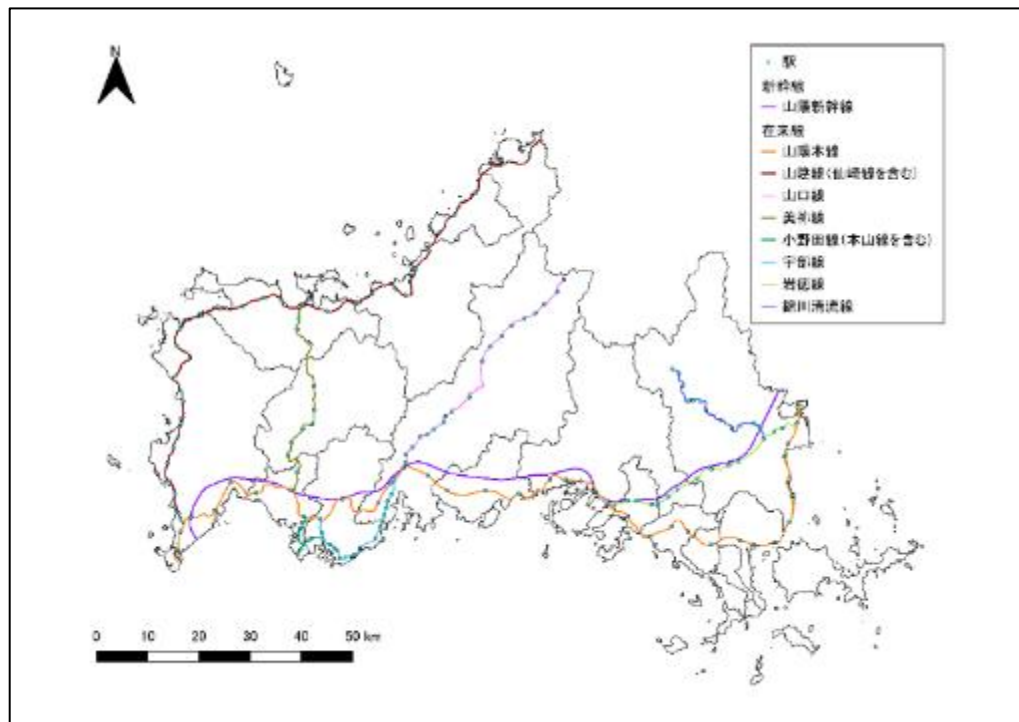 N
駅
新幹線
山陽新幹線
在来線
山陽本線
山陰線(仙崎線を含む)
山口線
美祢線
小野田線(本山線を含む)
宇部線
岩徳線
錦川清流線
0 10 20 30 40 50 km